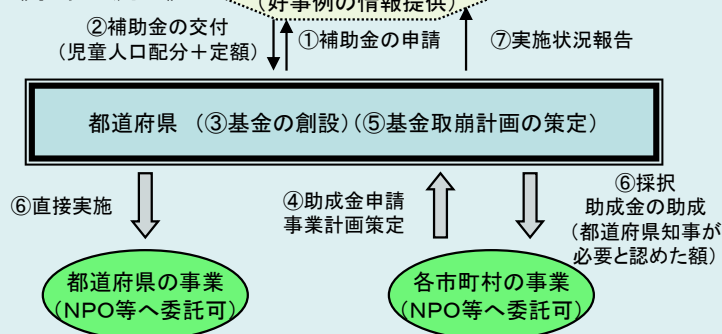 （好事例の情報提供）
②補助金の交付
（児童人口配分＋定額）
①補助金の申請
⑦実施状況報告
都道府県 （③基金の創設）（⑤基金取崩計画の策定）
⑥直接実施
④助成金申請
事業計画策定
⑥採択
助成金の助成
（都道府県知事が
必要と認めた額）
都道府県の事業
（NPO等へ委託可）
各市町村の事業
（NPO等へ委託可）